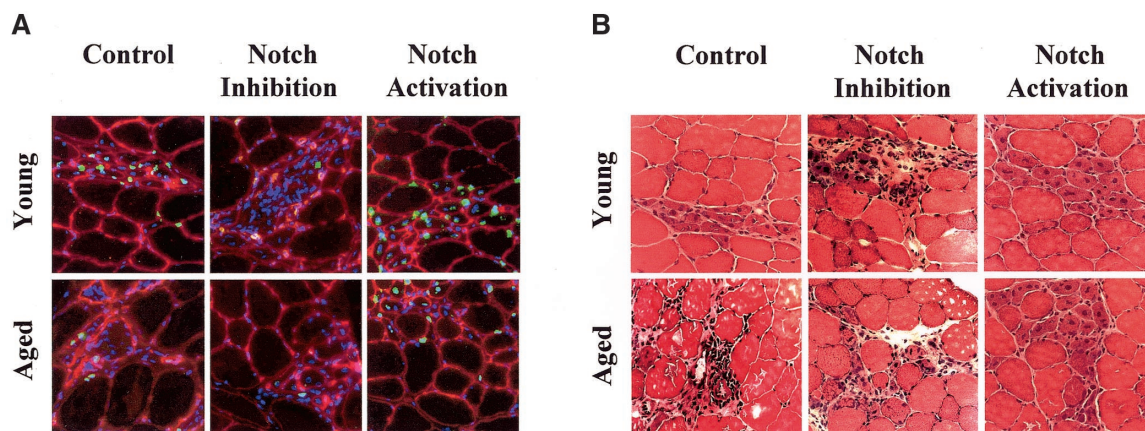 A
Control
Notch
Inhibition
Notch
Activation
Young
Aged
B
Control
Notch
Inhibition
Notch
Activation
Young
Aged